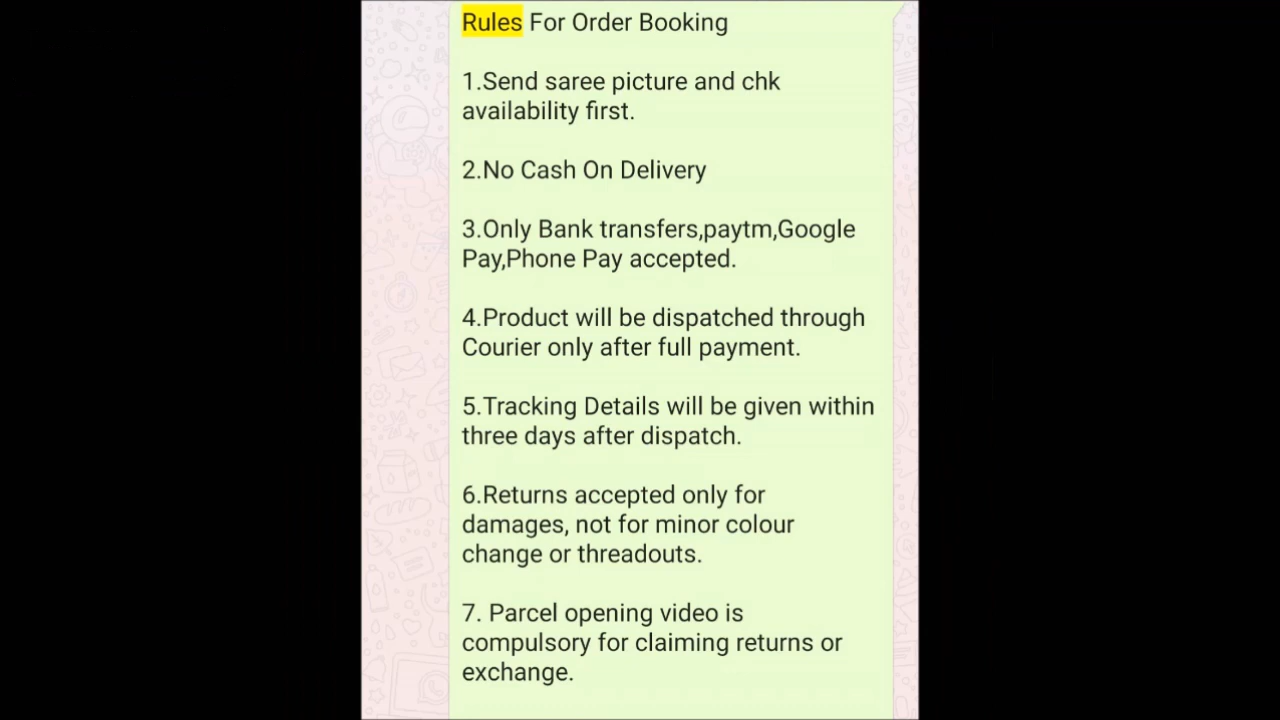 Rules For Order Booking
1.Send saree picture and chk
availability first.
2.No Cash On Delivery
3.Only Bank transfers,paytm,Google
Pay,Phone Pay accepted.
4.Product will be dispatched through
Courier only after full payment.
5.Tracking Details will be given within
three days after dispatch.
6.Returns accepted only for
damages, not for minor colour
change or threadouts.
7. Parcel opening video is
compulsory for claiming returns or
exchange.